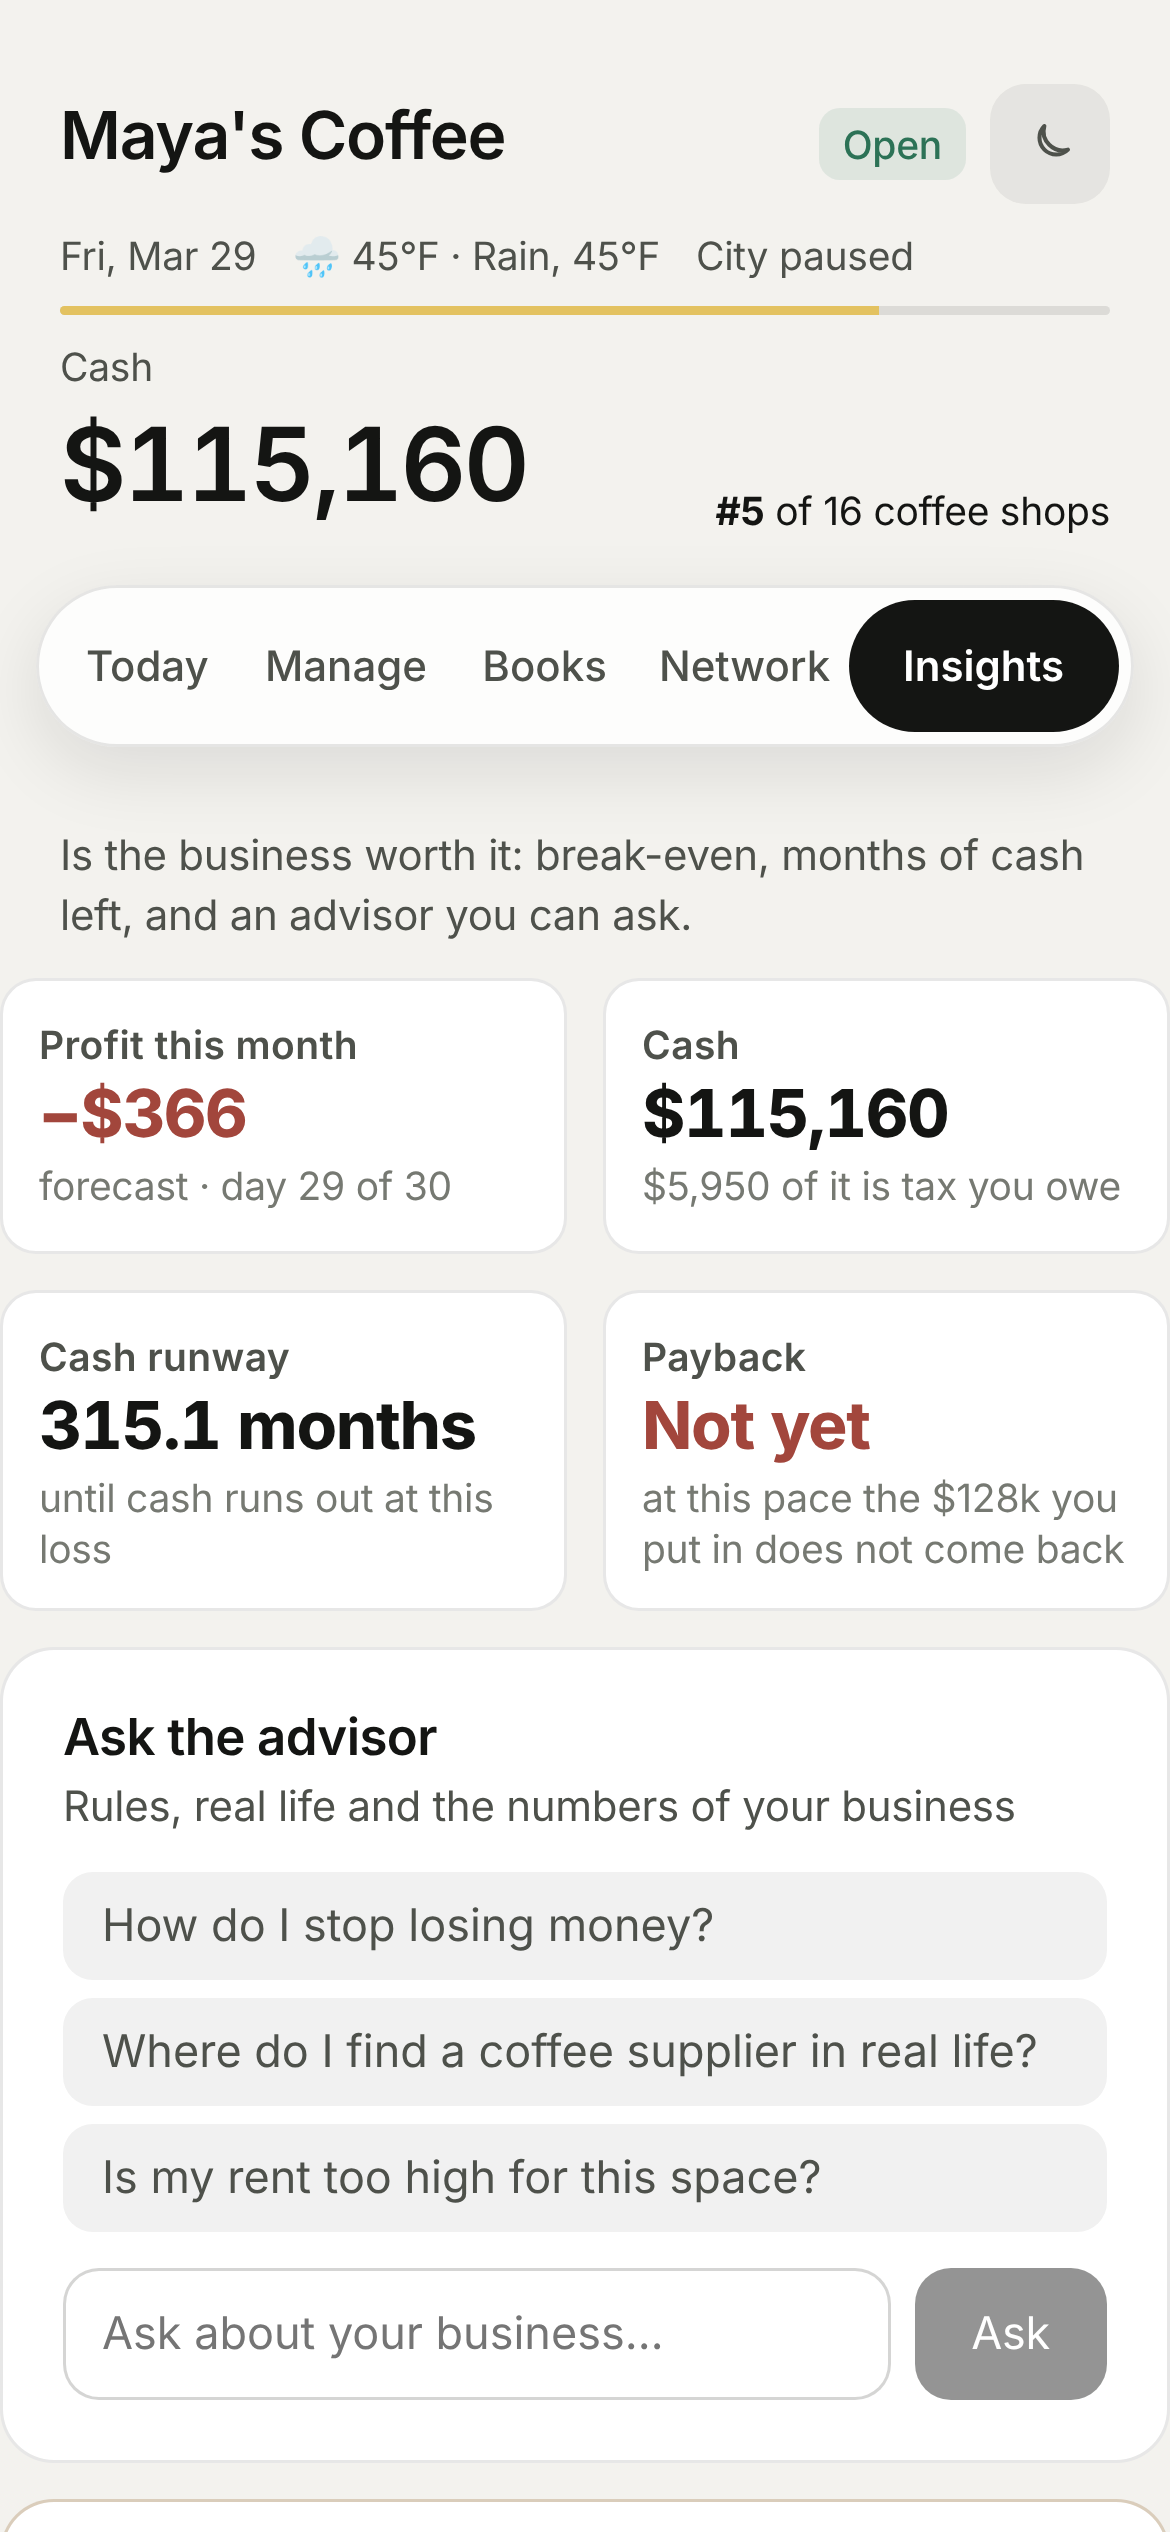 Maya's Coffee
Open
Fri, Mar 29 45°F · Rain, 45°F City paused
Cash
$115,160
#5 of 16 coffee shops
Today Manage Books Network Insights
Is the business worth it: break-even, months of cash
left, and an advisor you can ask.
Profit this month
–$366
forecast · day 29 of 30
Cash
$115,160
$5,950 of it is tax you owe
Cash runway
315.1 months
until cash runs out at this
loss
Payback
Not yet
at this pace the $128k you
put in does not come back
Ask the advisor
Rules, real life and the numbers of your business
How do I stop losing money?
Where do I find a coffee supplier in real life?
Is my rent too high for this space?
Ask about your business...
Ask